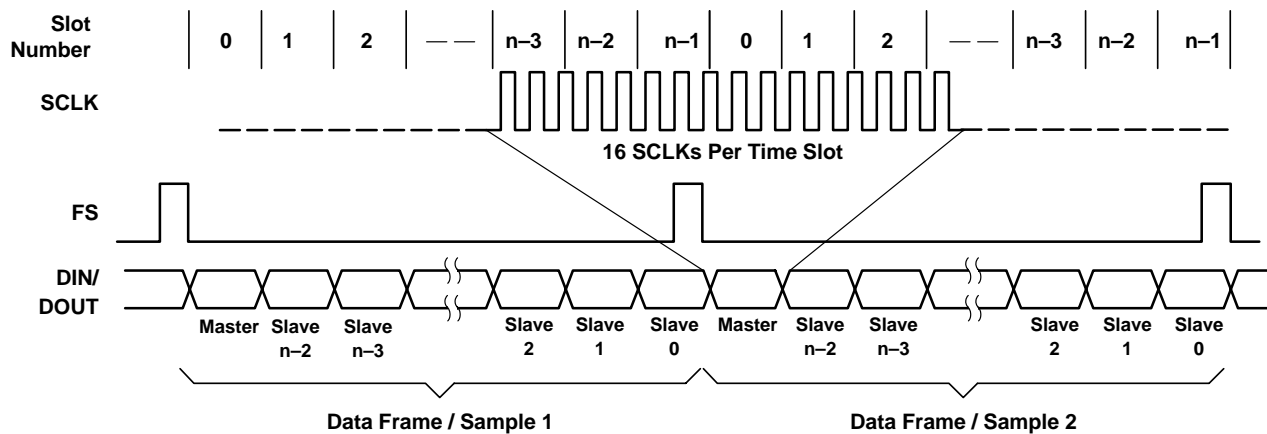 Slot
Number
0 1 2 — — n–3 n–2 n–1 0 1 2 — — n–3 n–2 n–1
SCLK
16 SCLKs Per Time Slot
FS
DIN/
DOUT
Master Slave Slave Slave Slave Slave Master Slave Slave Slave Slave Slave
n–2 n–3 2 1 0 n–2 n–3 2 1 0
Data Frame / Sample 1 Data Frame / Sample 2